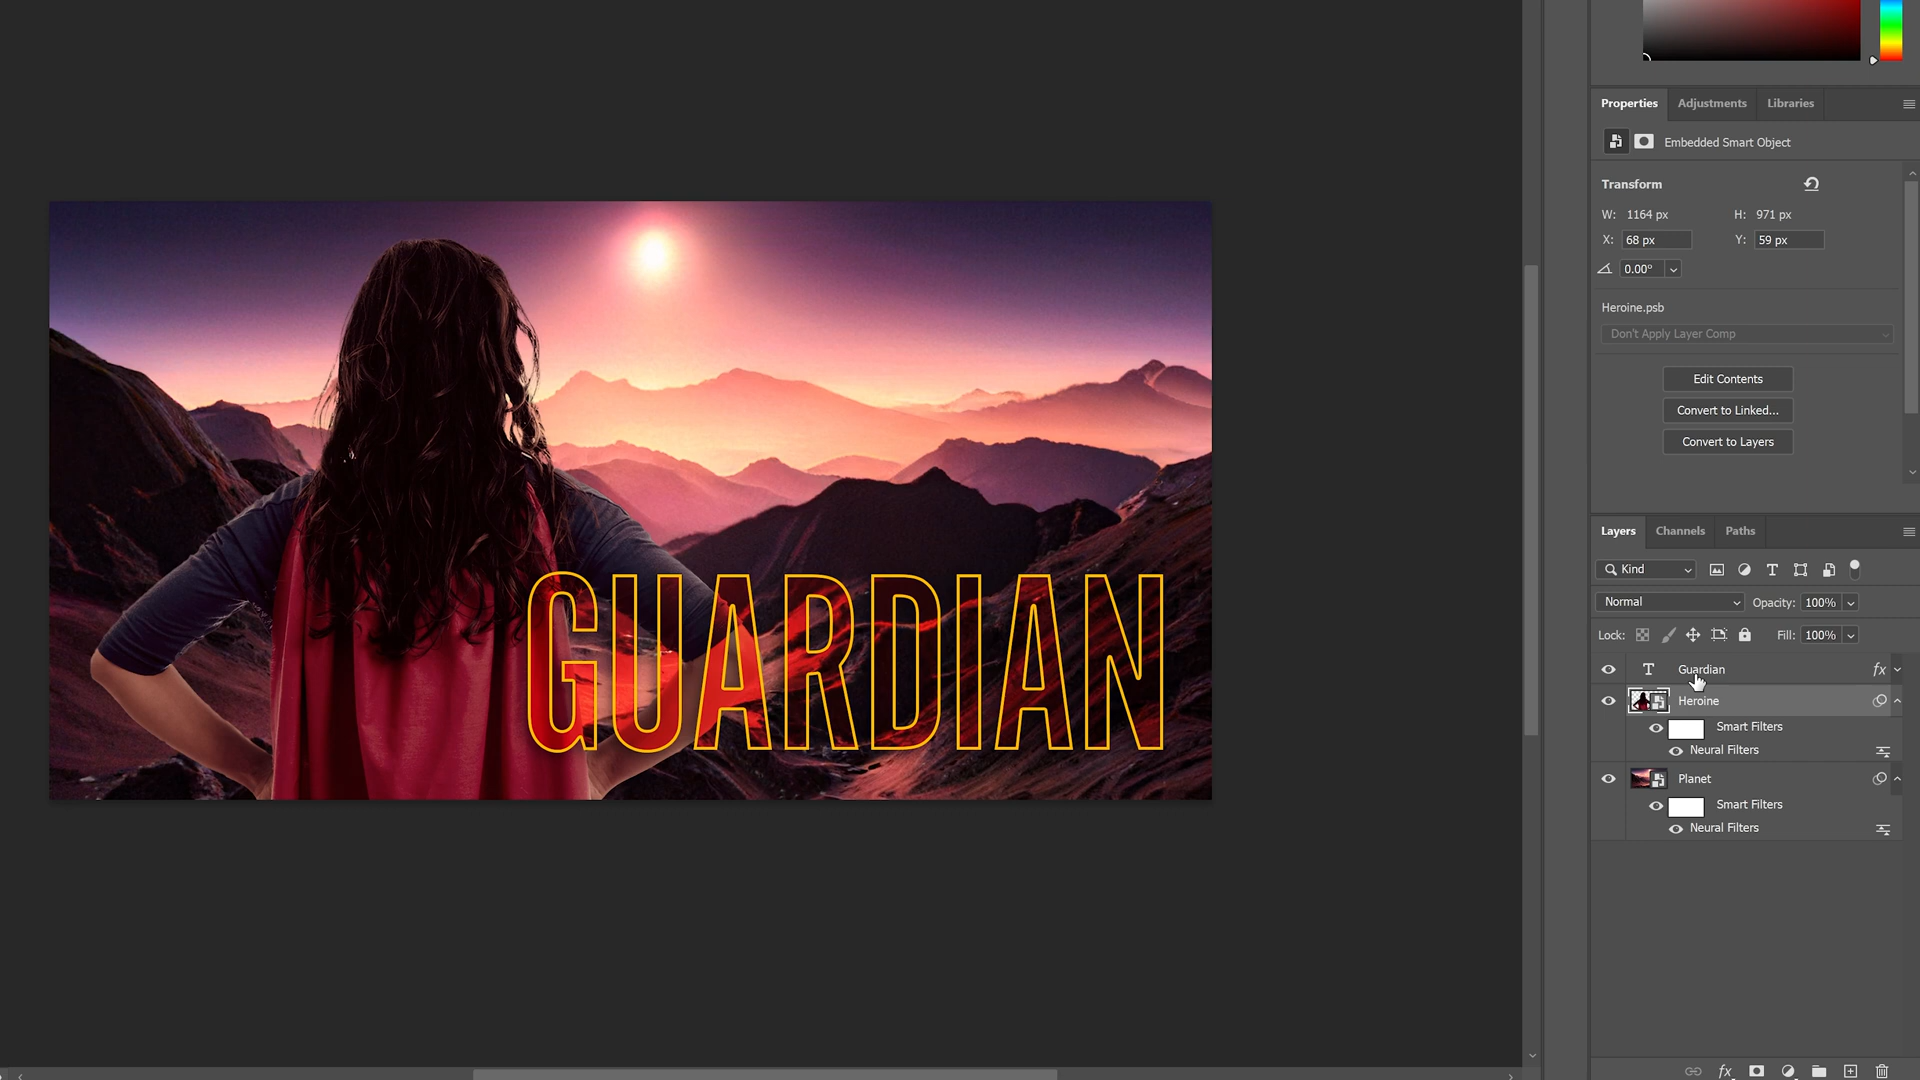 Properties
Adjustments
Libraries
Embedded Smart Object
Transform
W: 1164 px
H: 971 px
X: 68 px
Y: 59 px
0.00°
Heroine.psb
Don't Apply Layer Comp
Edit Contents
Convert to Linked...
Convert to Layers
GUARDIAN
Layers
Channels
Paths
Kind
Normal
Opacity: 100%
Lock:
Fill: 100%
T Guardian fx
Heroine
Smart Filters
Neural Filters
Planet
Smart Filters
Neural Filters
fx